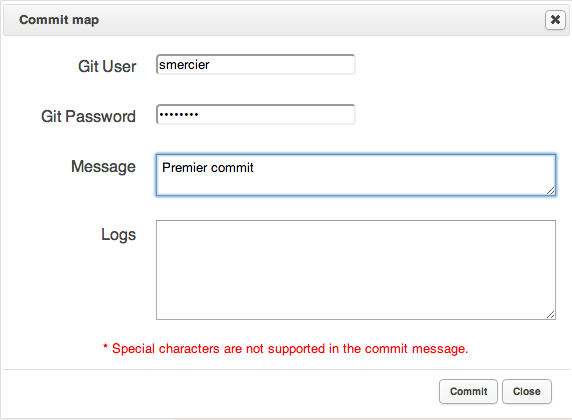 Commit map
Git User smercier
Git Password ••••••••
Message Premier commit
Logs
* Special characters are not supported in the commit message.
Commit Close